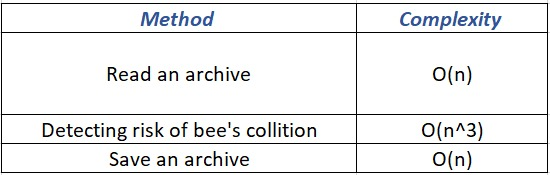 Method Complexity
Read an archive O(n)
Detecting risk of bee's collition O(n^3)
Save an archive O(n)